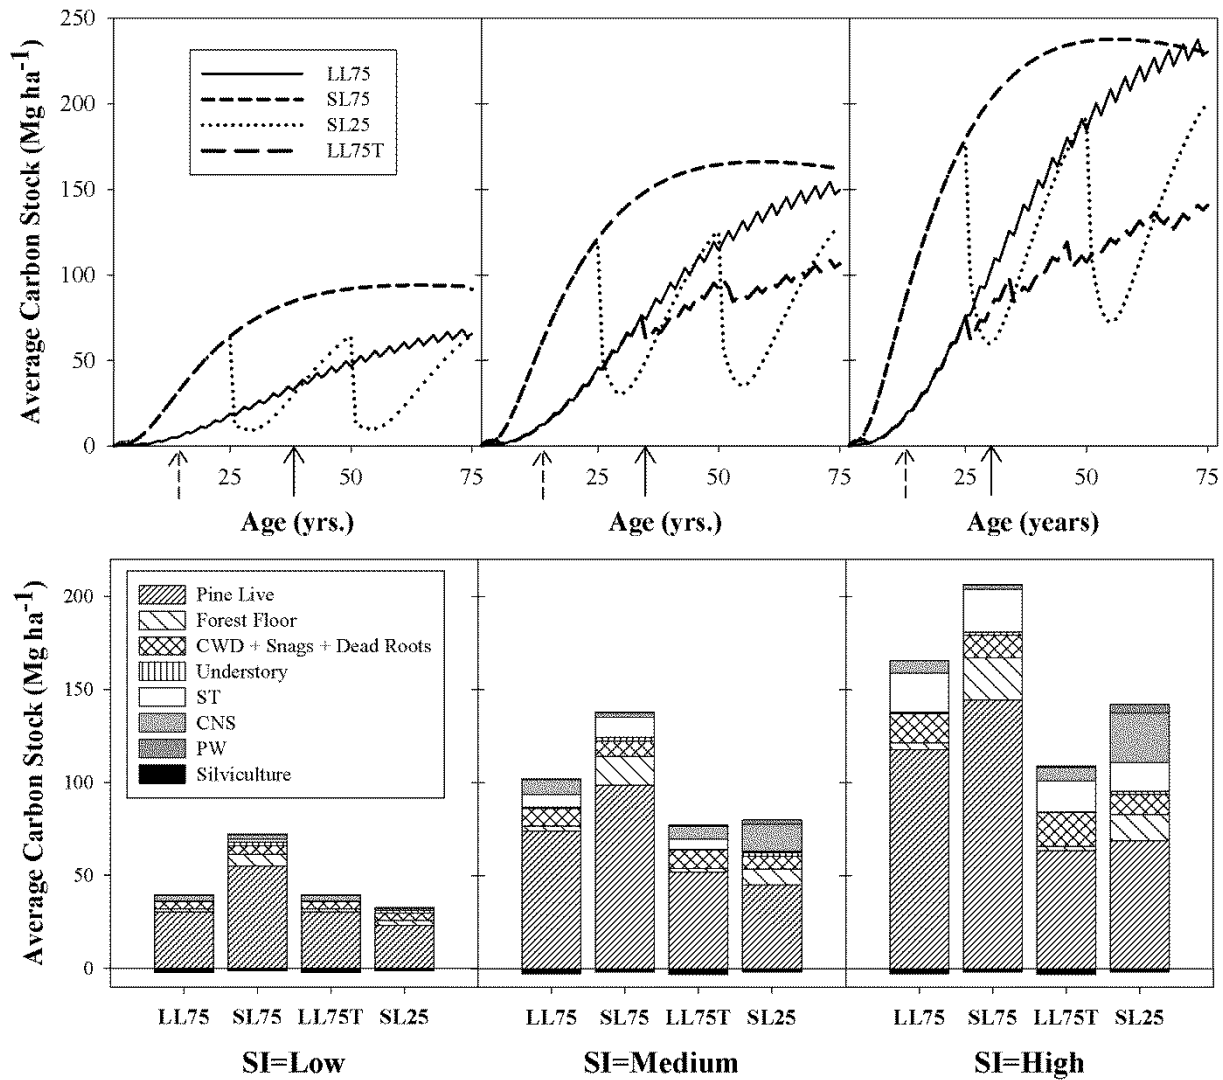 Average Carbon Stock (Mg ha-1)
250
200
150
100
50
0
LL75
SL75
SL25
LL75T
25
50
75
25
50
75
25
50
75
Age (yrs.)
Age (yrs.)
Age (years)
Average Carbon Stock (Mg ha-1)
200
150
100
50
0
Pine Live
Forest Floor
CWD + Snags + Dead Roots
Understory
ST
CNS
PW
Silviculture
LL75 SL75 LL75T SL25
LL75 SL75 LL75T SL25
LL75 SL75 LL75T SL25
SI=Low
SI=Medium
SI=High